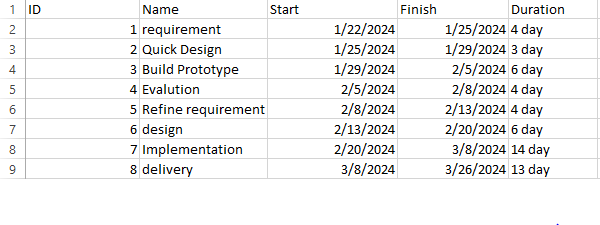 1 ID Name Start Finish Duration
2 1 requirement 1/22/2024 1/25/2024 4 day
3 2 Quick Design 1/25/2024 1/29/2024 3 day
4 3 Build Prototype 1/29/2024 2/5/2024 6 day
5 4 Evalution 2/5/2024 2/8/2024 4 day
6 5 Refine requirement 2/8/2024 2/13/2024 4 day
7 6 design 2/13/2024 2/20/2024 6 day
8 7 Implementation 2/20/2024 3/8/2024 14 day
9 8 delivery 3/8/2024 3/26/2024 13 day